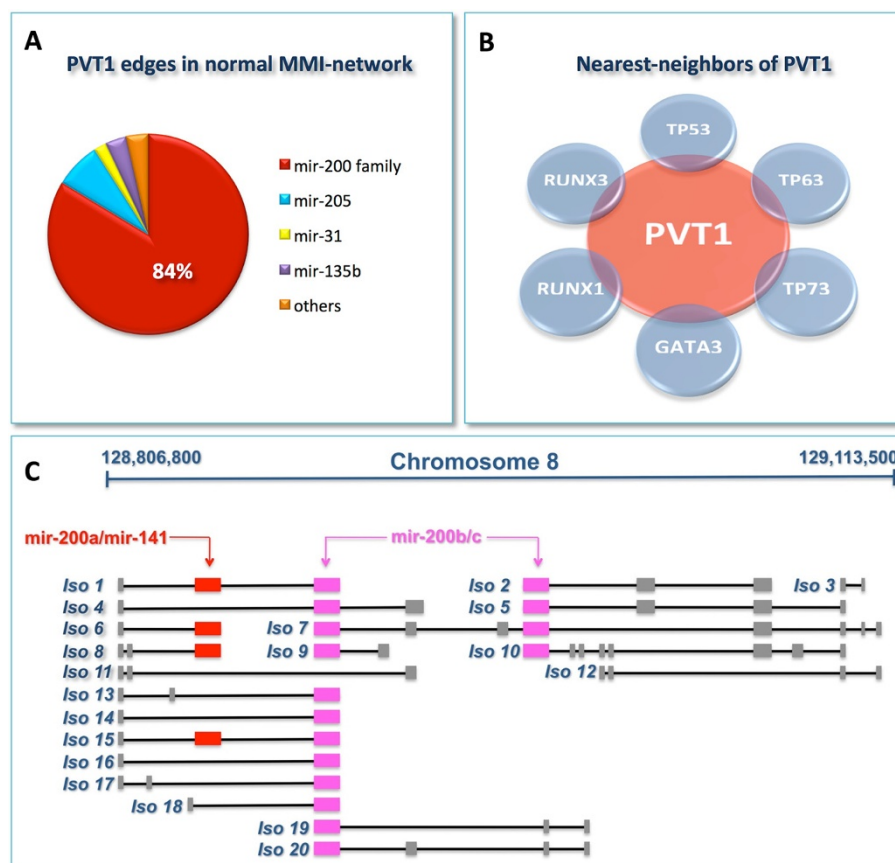 A
PVT1 edges in normal MMI-network
84%
mir-200 family
mir-205
mir-31
mir-135b
others
B
Nearest-neighbors of PVT1
TP53
RUNX3
TP63
PVT1
RUNX1
TP73
GATA3
C
128,806,800 Chromosome 8 129,113,500
mir-200a/mir-141 mir-200b/c
Iso 1 Iso 2 Iso 3
Iso 4 Iso 5
Iso 6 Iso 7
Iso 8 Iso 9 Iso 10
Iso 11 Iso 12
Iso 13
Iso 14
Iso 15
Iso 16
Iso 17
Iso 18
Iso 19
Iso 20